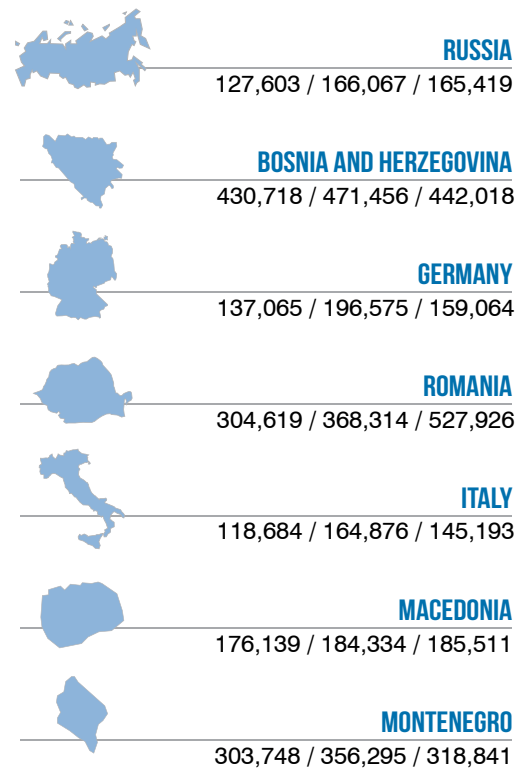 RUSSIA
127,603 / 166,067 / 165,419
BOSNIA AND HERZEGOVINA
430,718 / 471,456 / 442,018
GERMANY
137,065 / 196,575 / 159,064
ROMANIA
304,619 / 368,314 / 527,926
ITALY
118,684 / 164,876 / 145,193
MACEDONIA
176,139 / 184,334 / 185,511
MONTENEGRO
303,748 / 356,295 / 318,841